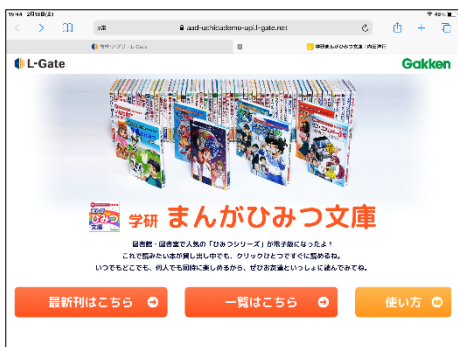 aad-uchidademo-api.l-gate.net
L-Gate
Gakken
学研 まんがひみつ文庫
図書館・図書室で人気の「ひみつシリーズ」が電子版になったよ！
これで読みたい本が貸し出し中でも、クリックひとつですぐに読めるね。
いつでもどこでも、何人でも同時に楽しめるから、ぜひお友達といっしょに読んでみてね。
最新刊はこちら
一覧はこちら
使い方